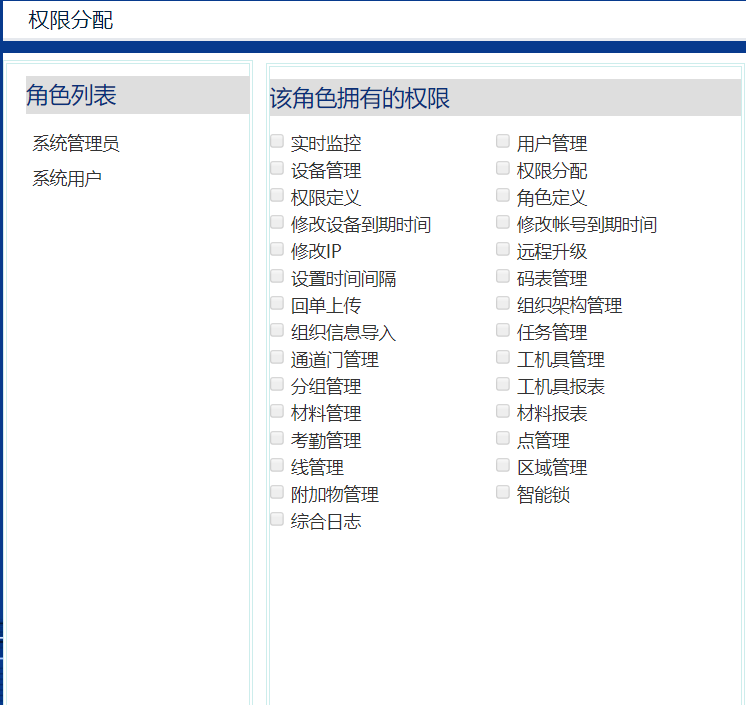 权限分配
角色列表
系统管理员
系统用户
该角色拥有的权限
实时监控 用户管理
设备管理 权限分配
权限定义 角色定义
修改设备到期时间 修改帐号到期时间
修改IP 远程升级
设置时间间隔 码表管理
回单上传 组织架构管理
组织信息导入 任务管理
通道门管理 工机具管理
分组管理 工机具报表
材料管理 材料报表
考勤管理 点管理
线管理 区域管理
附加物管理 智能锁
综合日志